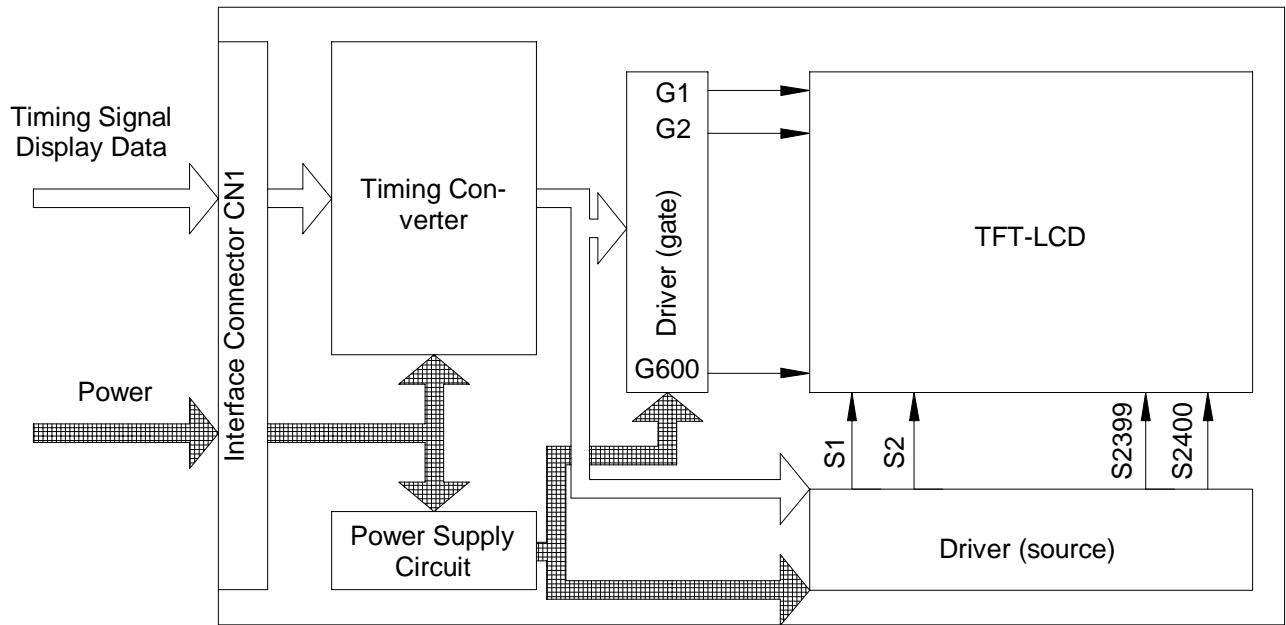 Timing Signal
Display Data
Power
Interface Connector CN1
Timing Con-
verter
Power Supply
Circuit
G1
G2
Driver (gate)
G600
TFT-LCD
S1
S2
S2399
S2400
Driver (source)